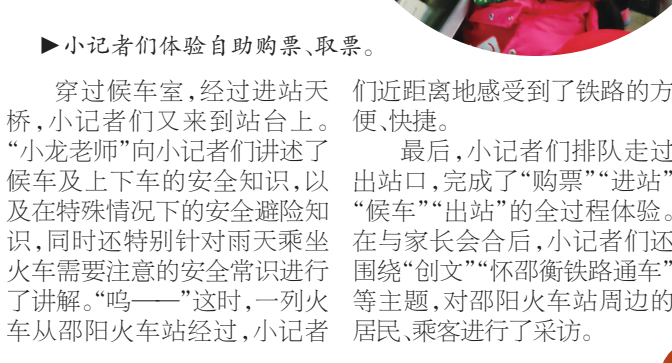 ▶小记者们体验自助购票、取票。
穿过候车室,经过进站天
桥,小记者们又来到站台上。
“小龙老师”向小记者们讲述了
候车及上下车的安全知识,以
及在特殊情况下的安全避险知
识,同时还特别针对雨天乘坐
火车需要注意的安全常识进行
了讲解。“呜——”这时,一列火
车从邵阳火车站经过,小记者
们近距离地感受到了铁路的方
便、快捷。
最后,小记者们排队走过
出站口,完成了“购票”“进站”
“候车”“出站”的全过程体验。
在与家长会合后,小记者们还
围绕“创文”“怀邵衡铁路通车”
等主题,对邵阳火车站周边的
居民、乘客进行了采访。